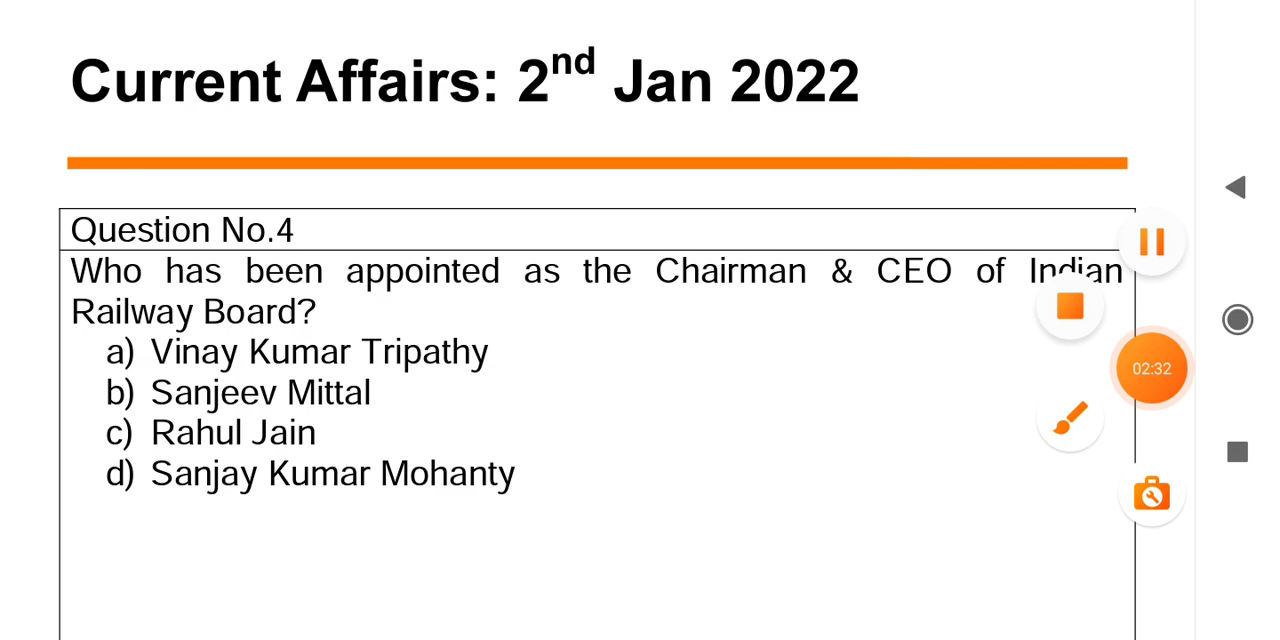 Current Affairs: 2nd Jan 2022
Question No.4
Who has been appointed as the Chairman & CEO of Indian
Railway Board?
a) Vinay Kumar Tripathy
b) Sanjeev Mittal
c) Rahul Jain
d) Sanjay Kumar Mohanty
02:32